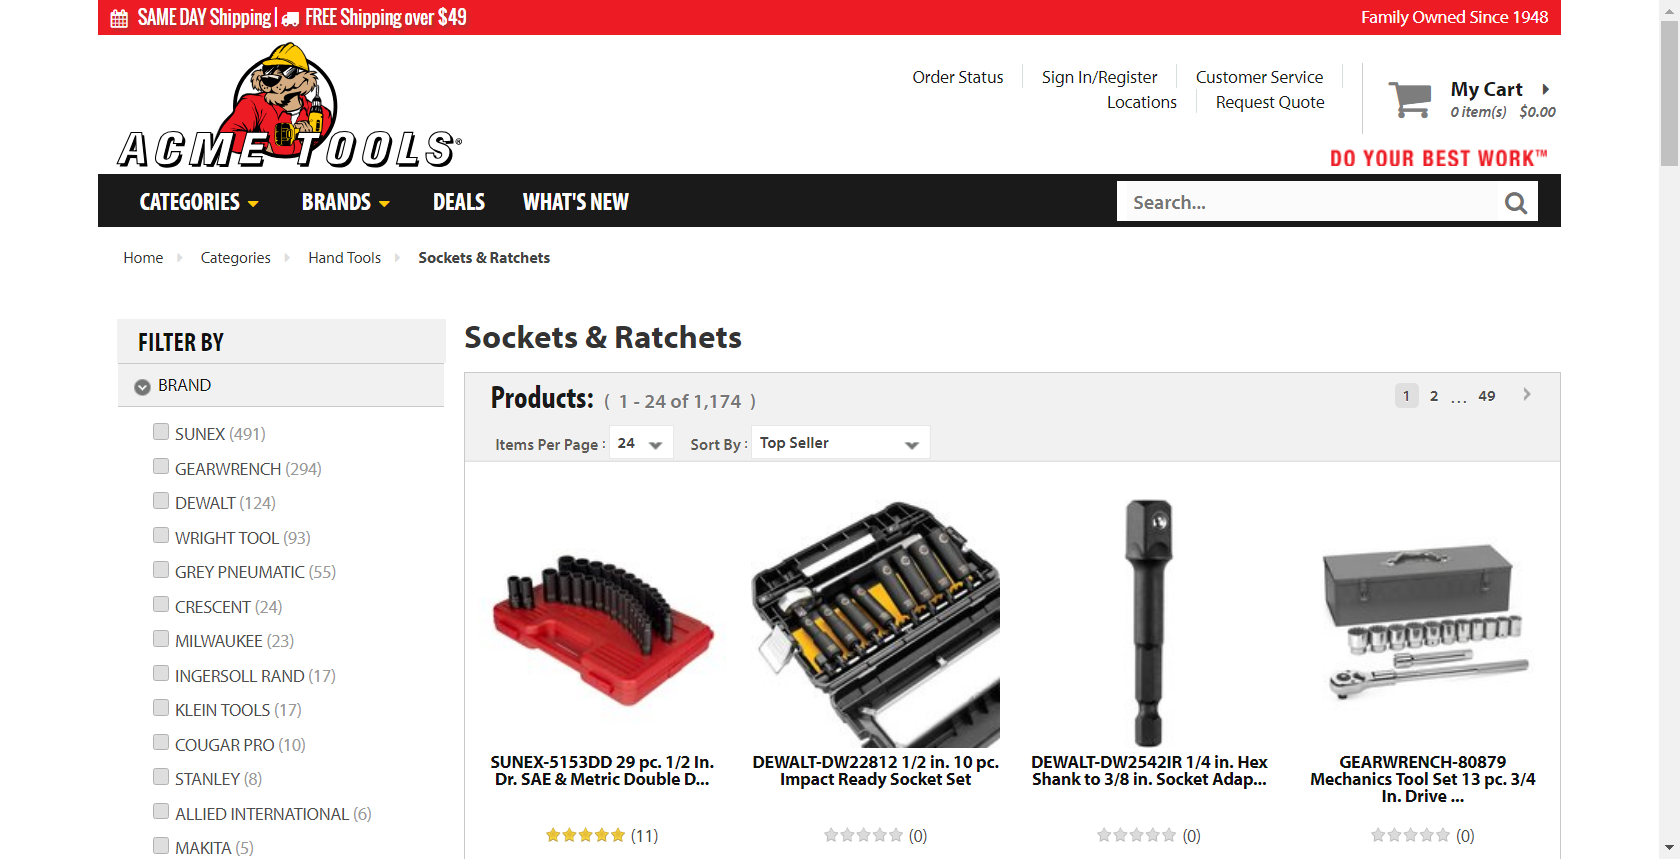 SAME DAY Shipping | FREE Shipping over $49
Family Owned Since 1948
Order Status
Sign In/Register
Customer Service
Locations
Request Quote
My Cart
0 item(s) $0.00
ACME TOOLS®
DO YOUR BEST WORK™
CATEGORIES
BRANDS
DEALS
WHAT'S NEW
Search...
Home
Categories
Hand Tools
Sockets & Ratchets
FILTER BY
BRAND
SUNEX (491)
GEARWRENCH (294)
DEWALT (124)
WRIGHT TOOL (93)
GREY PNEUMATIC (55)
CRESCENT (24)
MILWAUKEE (23)
INGERSOLL RAND (17)
KLEIN TOOLS (17)
COUGAR PRO (10)
STANLEY (8)
ALLIED INTERNATIONAL (6)
MAKITA (5)
Sockets & Ratchets
Products: ( 1 - 24 of 1,174 )
1 2 ... 49
Items Per Page : 24
Sort By : Top Seller
SUNEX-5153DD 29 pc. 1/2 In.
Dr. SAE & Metric Double D...
(11)
DEWALT-DW22812 1/2 in. 10 pc.
Impact Ready Socket Set
(0)
DEWALT-DW2542IR 1/4 in. Hex
Shank to 3/8 in. Socket Adap...
(0)
GEARWRENCH-80879
Mechanics Tool Set 13 pc. 3/4
In. Drive ...
(0)